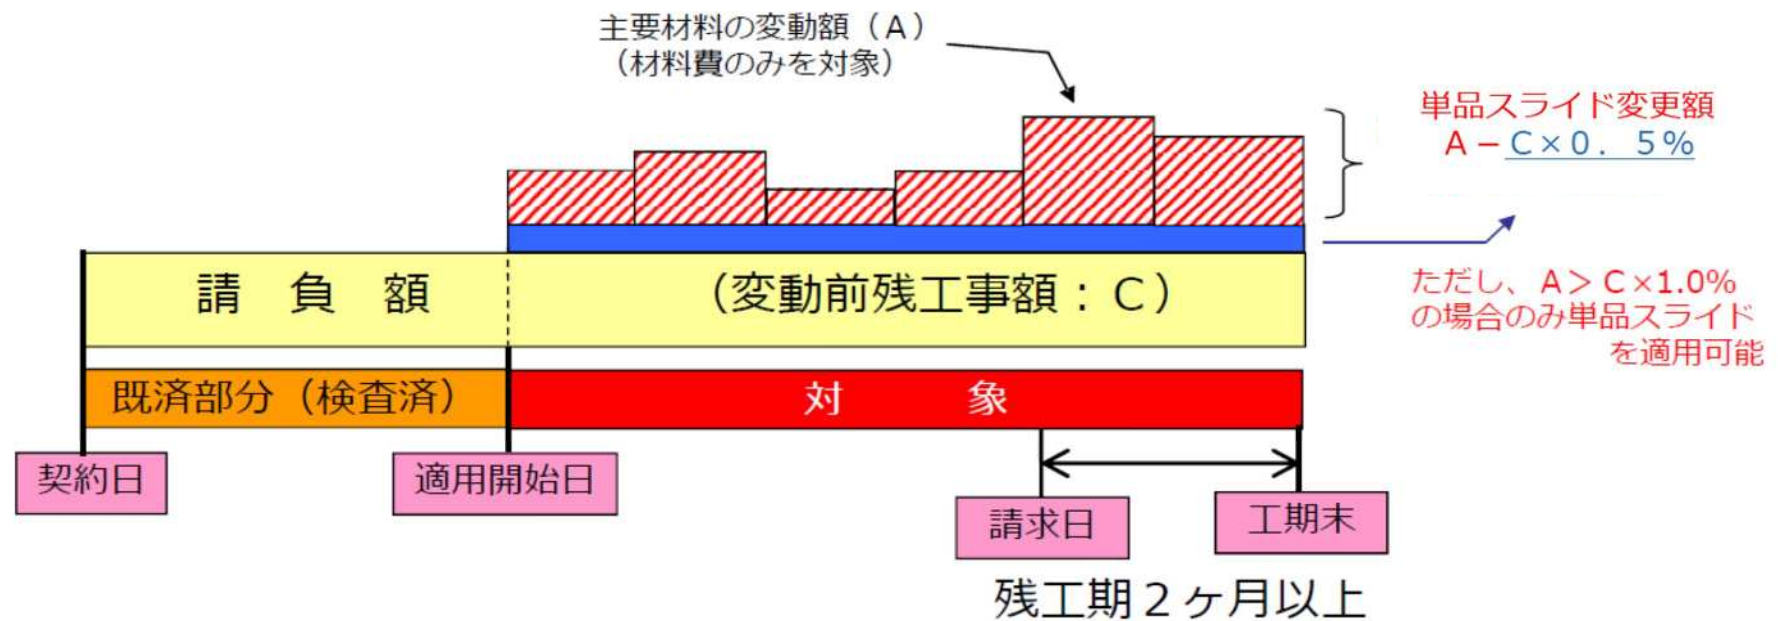 主要材料の変動額（Ａ）
（材料費のみを対象）
単品スライド変更額
Ａ－Ｃ×０．５%
請　負　額　（変動前残工事額：Ｃ）
ただし、Ａ＞Ｃ×1.0%
の場合のみ単品スライド
を適用可能
既済部分（検査済）
対　象
契約日
適用開始日
請求日
工期末
残工期２ヶ月以上